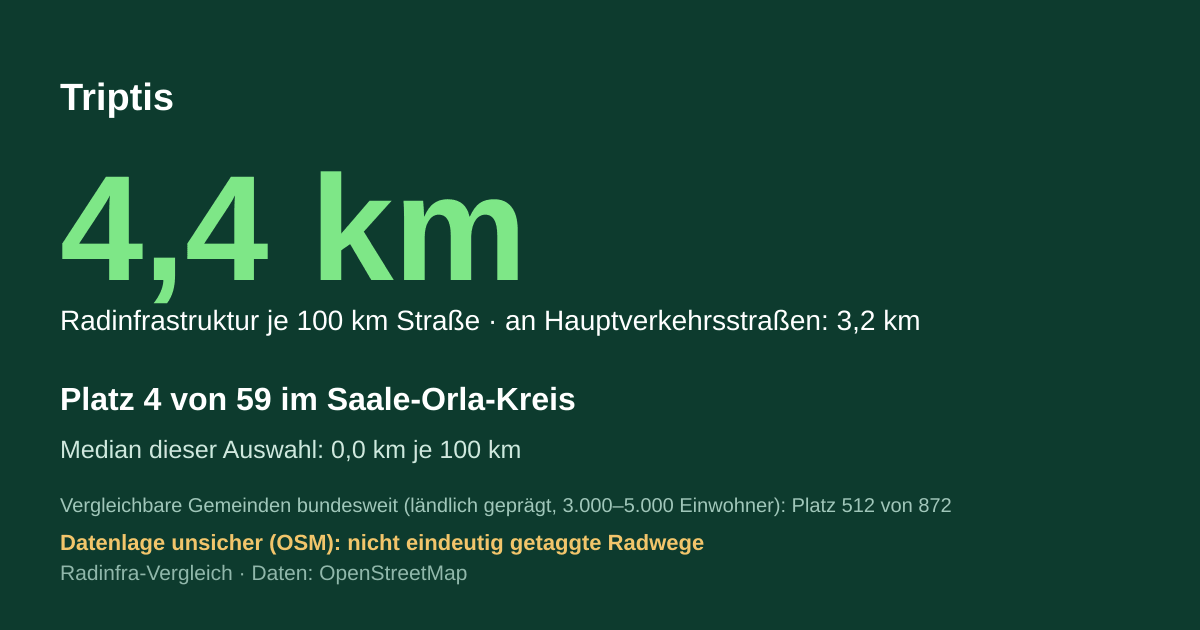 Triptis
4,4 km
Radinfrastruktur je 100 km Straße · an Hauptverkehrsstraßen: 3,2 km
Platz 4 von 59 im Saale-Orla-Kreis
Median dieser Auswahl: 0,0 km je 100 km
Vergleichbare Gemeinden bundesweit (ländlich geprägt, 3.000–5.000 Einwohner): Platz 512 von 872
Datenlage unsicher (OSM): nicht eindeutig getaggte Radwege
Radinfra-Vergleich · Daten: OpenStreetMap